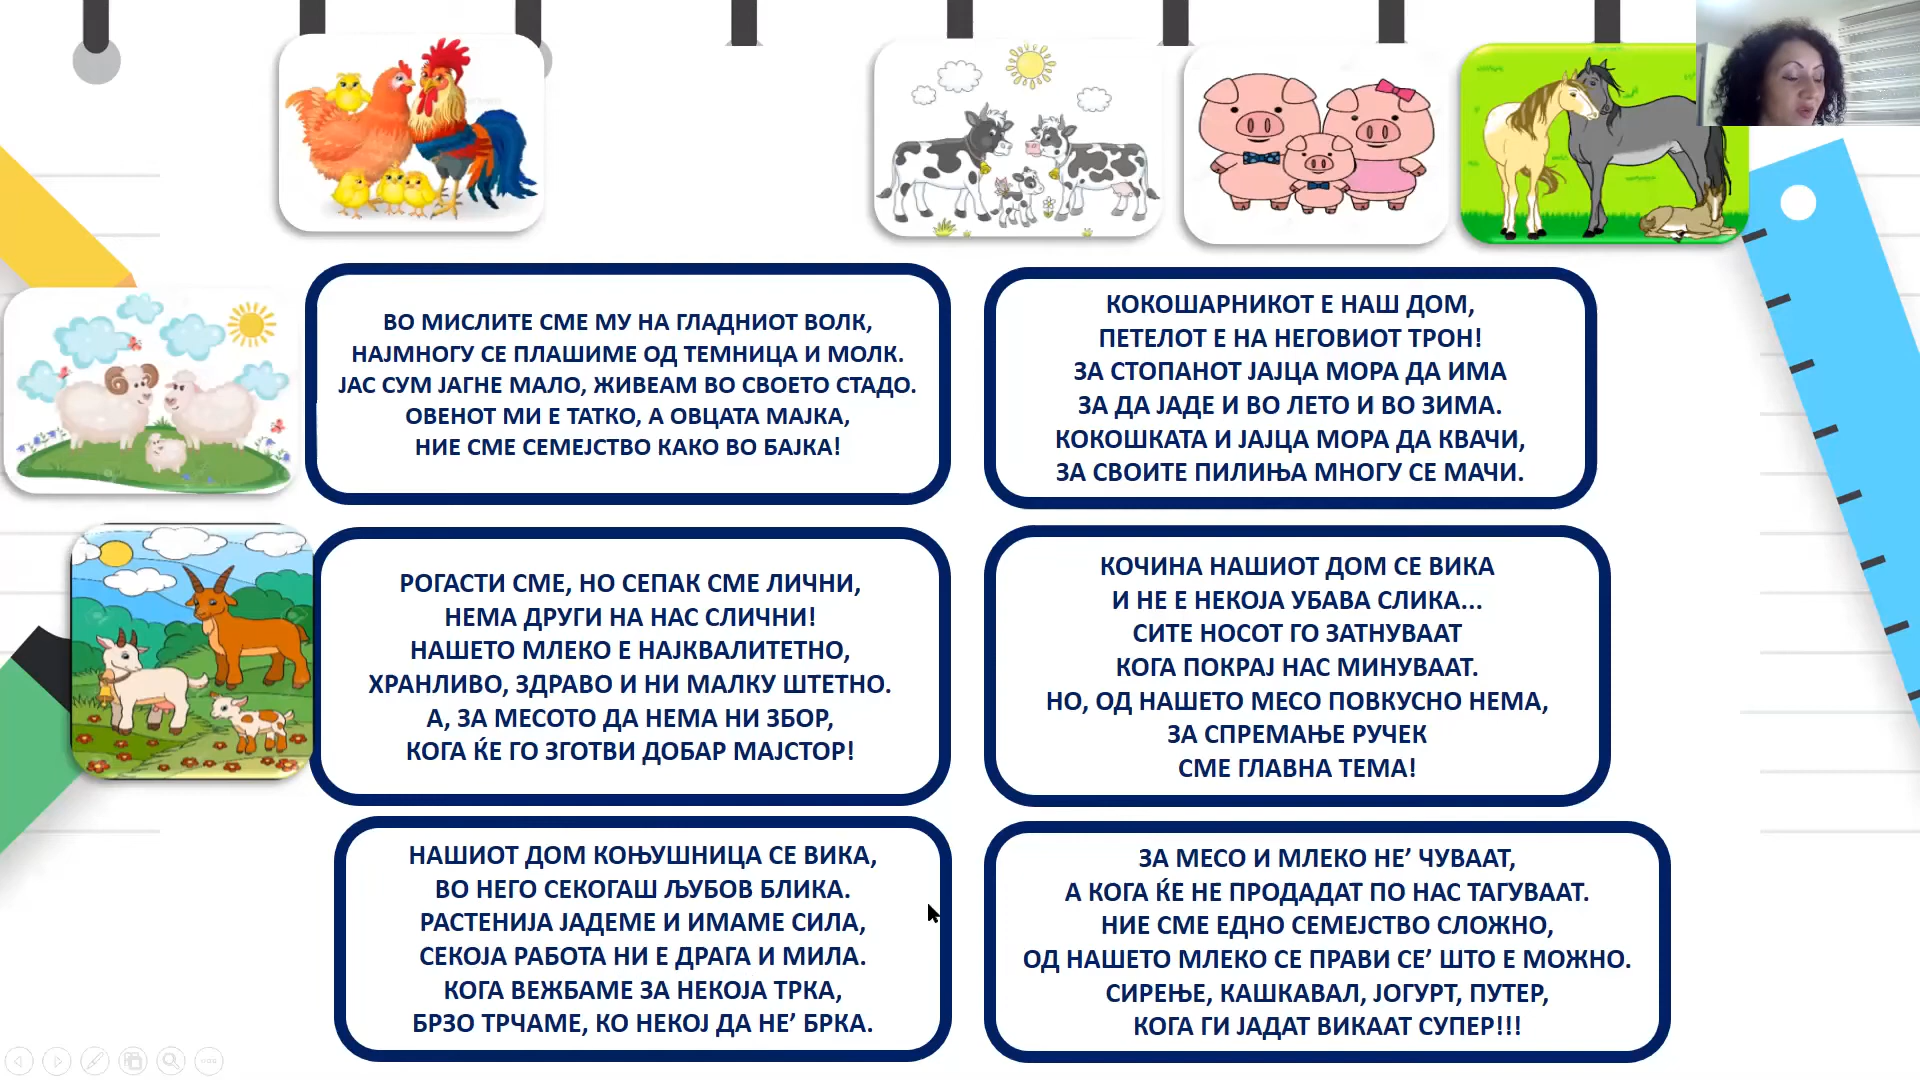 ВО МИСЛИТЕ СМЕ МУ НА ГЛАДНИОТ ВОЛК,
НАЈМНОГУ СЕ ПЛАШИМЕ ОД ТЕМНИЦА И МОЛК.
ЈАС СУМ ЈАГНЕ МАЛО, ЖИВЕАМ ВО СВОЕТО СТАДО.
ОВЕНОТ МИ Е ТАТКО, А ОВЦАТА МАЈКА,
НИЕ СМЕ СЕМЕЈСТВО КАКО ВО БАЈКА!
КОКОШАРНИКОТ Е НАШ ДОМ,
ПЕТЕЛОТ Е НА НЕГОВИОТ ТРОН!
ЗА СТОПАНОТ ЈАЈЦА МОРА ДА ИМА
ЗА ДА ЈАДЕ И ВО ЛЕТО И ВО ЗИМА.
КОКОШКАТА И ЈАЈЦА МОРА ДА КВАЧИ,
ЗА СВОИТЕ ПИЛИЊА МНОГУ СЕ МАЧИ.
РОГАСТИ СМЕ, НО СЕПАК СМЕ ЛИЧНИ,
НЕМА ДРУГИ НА НАС СЛИЧНИ!
НАШЕТО МЛЕКО Е НАЈКВАЛИТЕТНО,
ХРАНЛИВО, ЗДРАВО И НИ МАЛКУ ШТЕТНО.
А, ЗА МЕСОТО ДА НЕМА НИ ЗБОР,
КОГА ЌЕ ГО ЗГОТВИ ДОБАР МАЈСТОР!
КОЧИНА НАШИОТ ДОМ СЕ ВИКА
И НЕ Е НЕКОЈА УБАВА СЛИКА...
СИТЕ НОСОТ ГО ЗАТНУВААТ
КОГА ПОКРАЈ НАС МИНУВААТ.
НО, ОД НАШЕТО МЕСО ПОВКУСНО НЕМА,
ЗА СПРЕМАЊЕ РУЧЕК
СМЕ ГЛАВНА ТЕМА!
НАШИОТ ДОМ КОЊУШНИЦА СЕ ВИКА,
ВО НЕГО СЕКОГАШ ЉУБОВ БЛИКА.
РАСТЕНИЈА ЈАДЕМЕ И ИМАМЕ СИЛА,
СЕКОЈА РАБОТА НИ Е ДРАГА И МИЛА.
КОГА ВЕЖБАМЕ ЗА НЕКОЈА ТРКА,
БРЗО ТРЧАМЕ, КО НЕКОЈ ДА НЕ’ БРКА.
ЗА МЕСО И МЛЕКО НЕ’ ЧУВААТ,
А КОГА ЌЕ НЕ ПРОДАДАТ ПО НАС ТАГУВААТ.
НИЕ СМЕ ЕДНО СЕМЕЈСТВО СЛОЖНО,
ОД НАШЕТО МЛЕКО СЕ ПРАВИ СЕ’ ШТО Е МОЖНО.
СИРЕЊЕ, КАШКАВАЛ, ЈОГУРТ, ПУТЕР,
КОГА ГИ ЈАДАТ ВИКААТ СУПЕР!!!